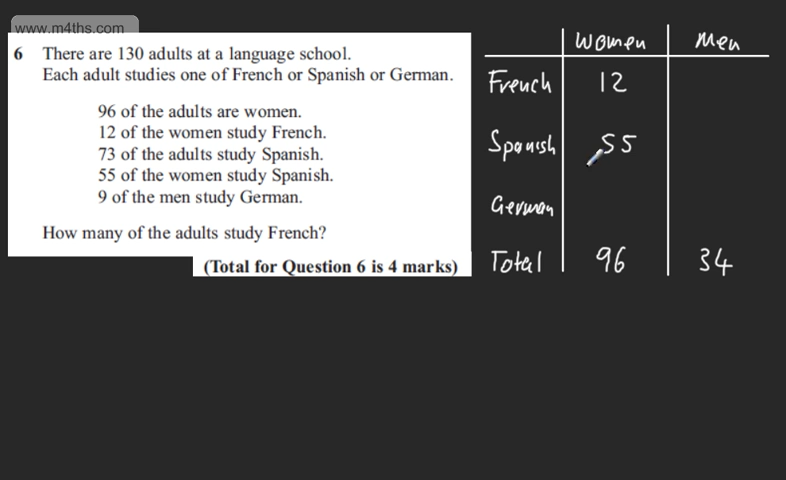 www.m4ths.com
6 There are 130 adults at a language school.
Each adult studies one of French or Spanish or German.
96 of the adults are women.
12 of the women study French.
73 of the adults study Spanish.
55 of the women study Spanish.
9 of the men study German.
How many of the adults study French?
(Total for Question 6 is 4 marks)
Women Men
French 12
Spanish 55
German
Total 96 34